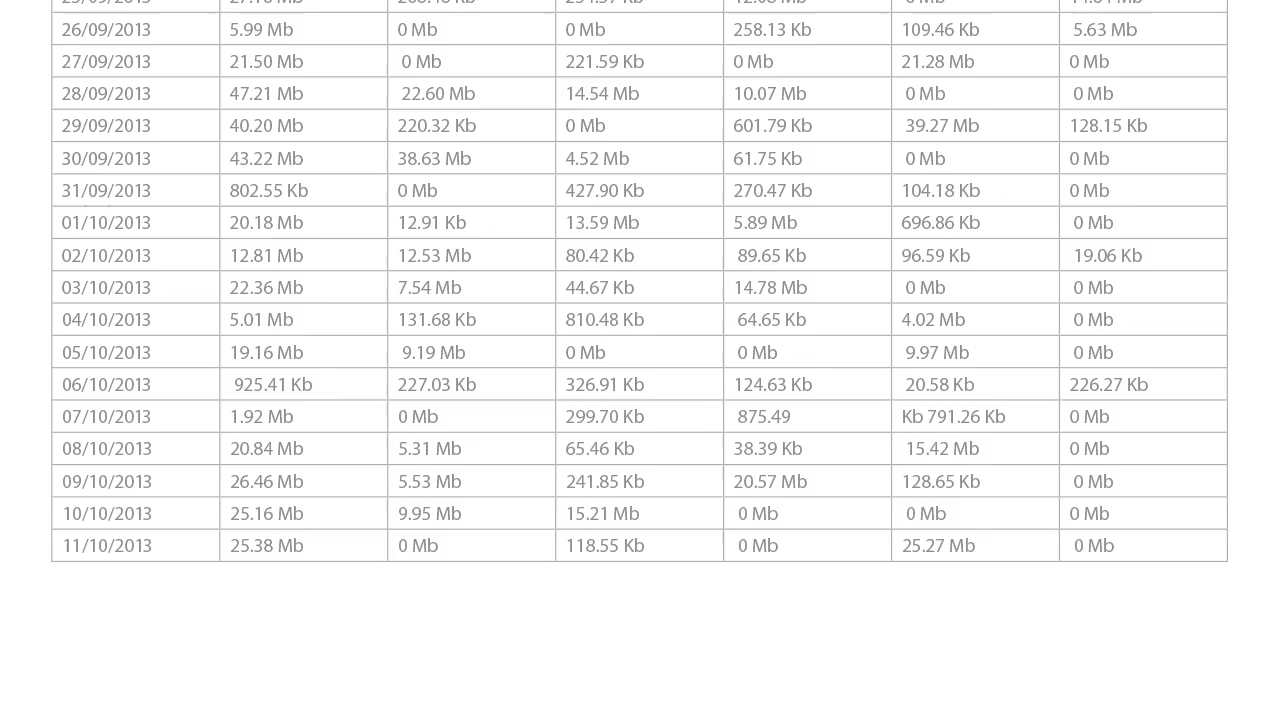 26/09/2013 5.99 Mb 0 Mb 0 Mb 258.13 Kb 109.46 Kb 5.63 Mb
27/09/2013 21.50 Mb 0 Mb 221.59 Kb 0 Mb 21.28 Mb 0 Mb
28/09/2013 47.21 Mb 22.60 Mb 14.54 Mb 10.07 Mb 0 Mb 0 Mb
29/09/2013 40.20 Mb 220.32 Kb 0 Mb 601.79 Kb 39.27 Mb 128.15 Kb
30/09/2013 43.22 Mb 38.63 Mb 4.52 Mb 61.75 Kb 0 Mb 0 Mb
31/09/2013 802.55 Kb 0 Mb 427.90 Kb 270.47 Kb 104.18 Kb 0 Mb
01/10/2013 20.18 Mb 12.91 Kb 13.59 Mb 5.89 Mb 696.86 Kb 0 Mb
02/10/2013 12.81 Mb 12.53 Mb 80.42 Kb 89.65 Kb 96.59 Kb 19.06 Kb
03/10/2013 22.36 Mb 7.54 Mb 44.67 Kb 14.78 Mb 0 Mb 0 Mb
04/10/2013 5.01 Mb 131.68 Kb 810.48 Kb 64.65 Kb 4.02 Mb 0 Mb
05/10/2013 19.16 Mb 9.19 Mb 0 Mb 0 Mb 9.97 Mb 0 Mb
06/10/2013 925.41 Kb 227.03 Kb 326.91 Kb 124.63 Kb 20.58 Kb 226.27 Kb
07/10/2013 1.92 Mb 0 Mb 299.70 Kb 875.49 Kb 791.26 Kb 0 Mb
08/10/2013 20.84 Mb 5.31 Mb 65.46 Kb 38.39 Kb 15.42 Mb 0 Mb
09/10/2013 26.46 Mb 5.53 Mb 241.85 Kb 20.57 Mb 128.65 Kb 0 Mb
10/10/2013 25.16 Mb 9.95 Mb 15.21 Mb 0 Mb 0 Mb 0 Mb
11/10/2013 25.38 Mb 0 Mb 118.55 Kb 0 Mb 25.27 Mb 0 Mb